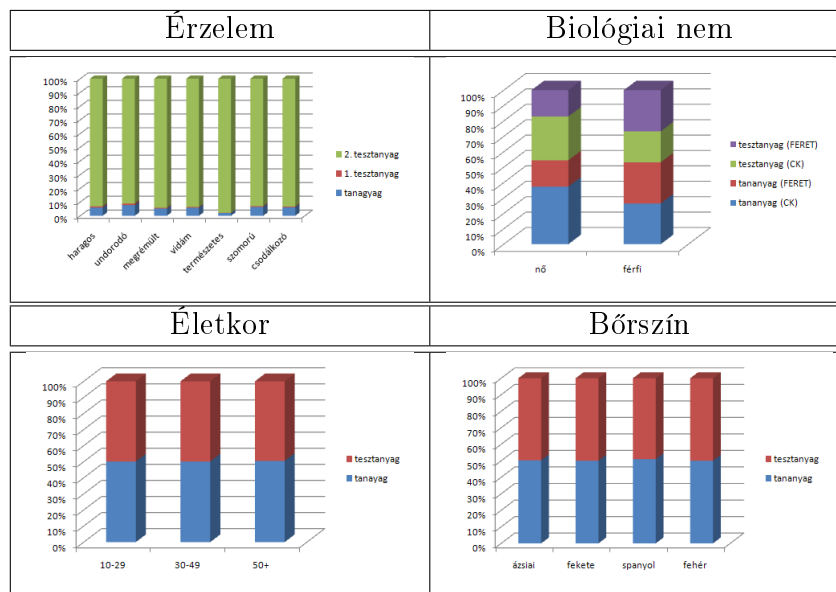 Érzelem
Biológiai nem
100%
90%
80%
70%
60%
50%
40%
30%
20%
10%
0%
haragos
undorodó
megrémült
vidám
természetes
szomorú
csodálkozó
2. tesztanyag
1. tesztanyag
tanagyag
100%
90%
80%
70%
60%
50%
40%
30%
20%
10%
0%
nő
férfi
tesztanyag (FERET)
tesztanyag (CK)
tananyag (FERET)
tananyag (CK)
Életkor
Bőrszín
100%
90%
80%
70%
60%
50%
40%
30%
20%
10%
0%
10-29
30-49
50+
tesztanyag
tanayag
100%
90%
80%
70%
60%
50%
40%
30%
20%
10%
0%
ázsiai
fekete
spanyol
fehér
tesztanyag
tananyag